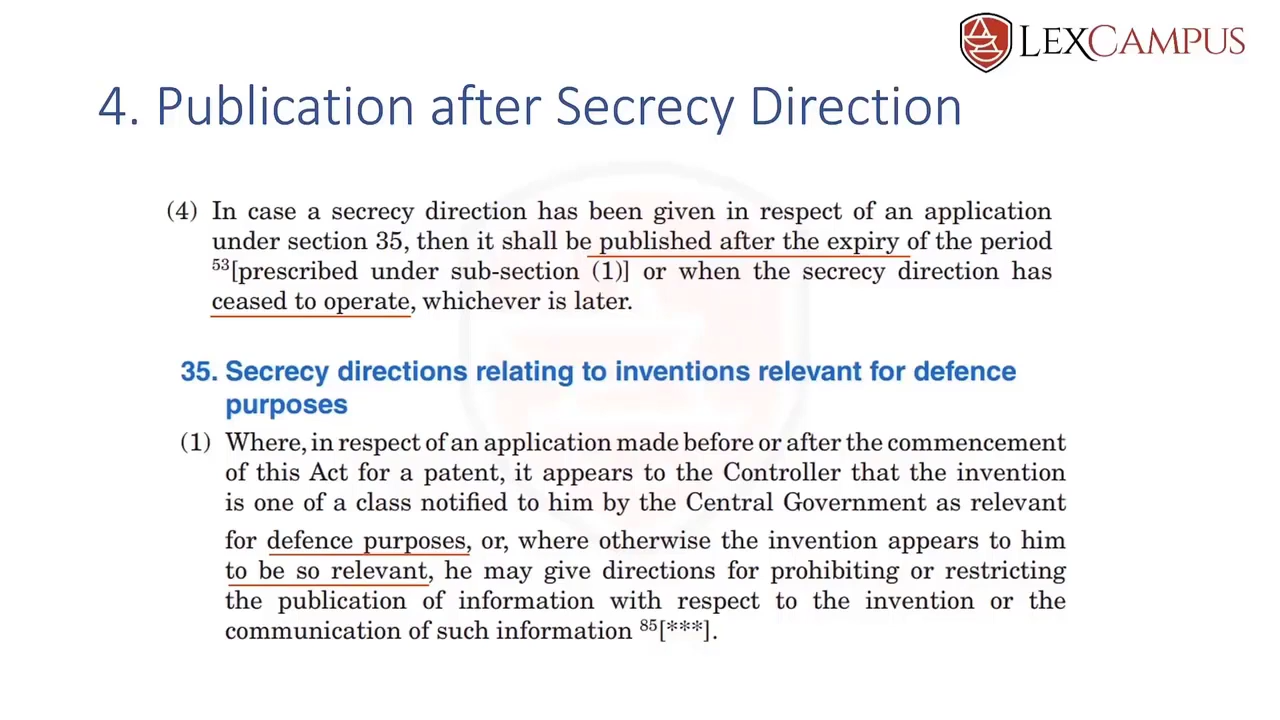 LEXCAMPUS
4. Publication after Secrecy Direction
(4) In case a secrecy direction has been given in respect of an application
under section 35, then it shall be published after the expiry of the period
53[prescribed under sub-section (1)] or when the secrecy direction has
ceased to operate, whichever is later.
35. Secrecy directions relating to inventions relevant for defence
purposes
(1) Where, in respect of an application made before or after the commencement
of this Act for a patent, it appears to the Controller that the invention
is one of a class notified to him by the Central Government as relevant
for defence purposes, or, where otherwise the invention appears to him
to be so relevant, he may give directions for prohibiting or restricting
the publication of information with respect to the invention or the
communication of such information 85[***].